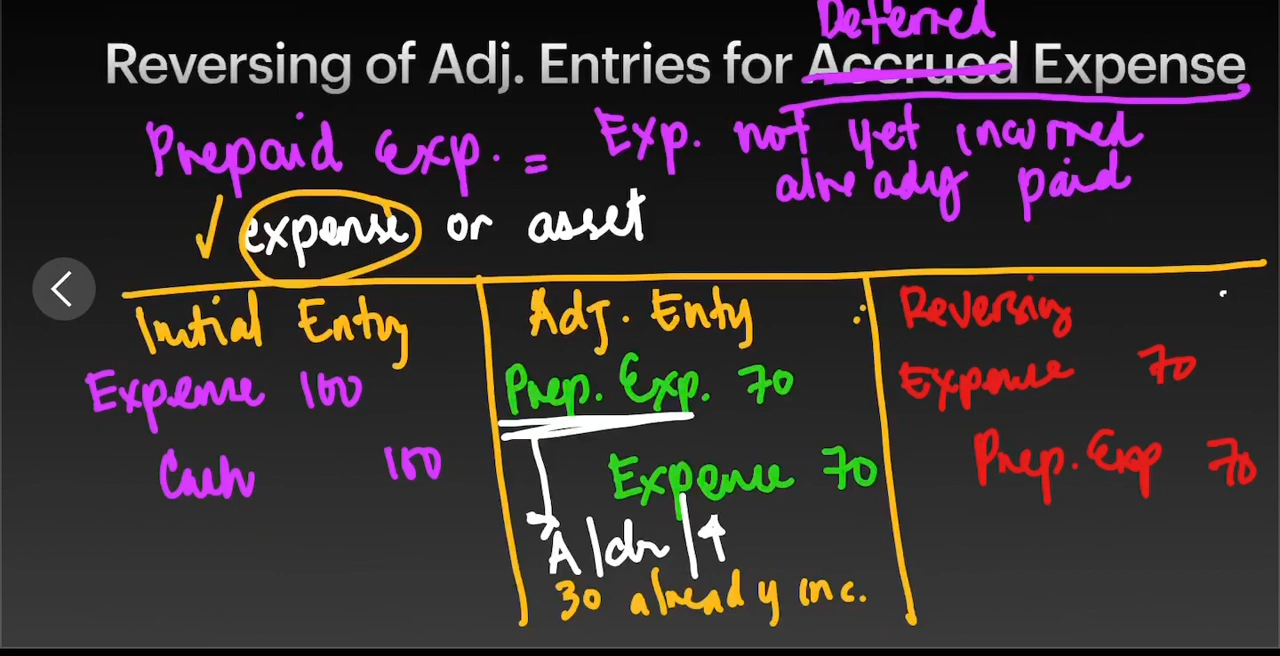 Deferred
Reversing of Adj. Entries for Accrued Expense
Prepaid Exp. = Exp. not yet incurred
already paid
✓ expense or asset
Initial Entry
Expense 100
Cash 100
Adj. Enty
Prep. Exp. 70
Expense 70
A/dr/↑
30 already inc.
Reversing
Expense 70
Prep. Exp 70